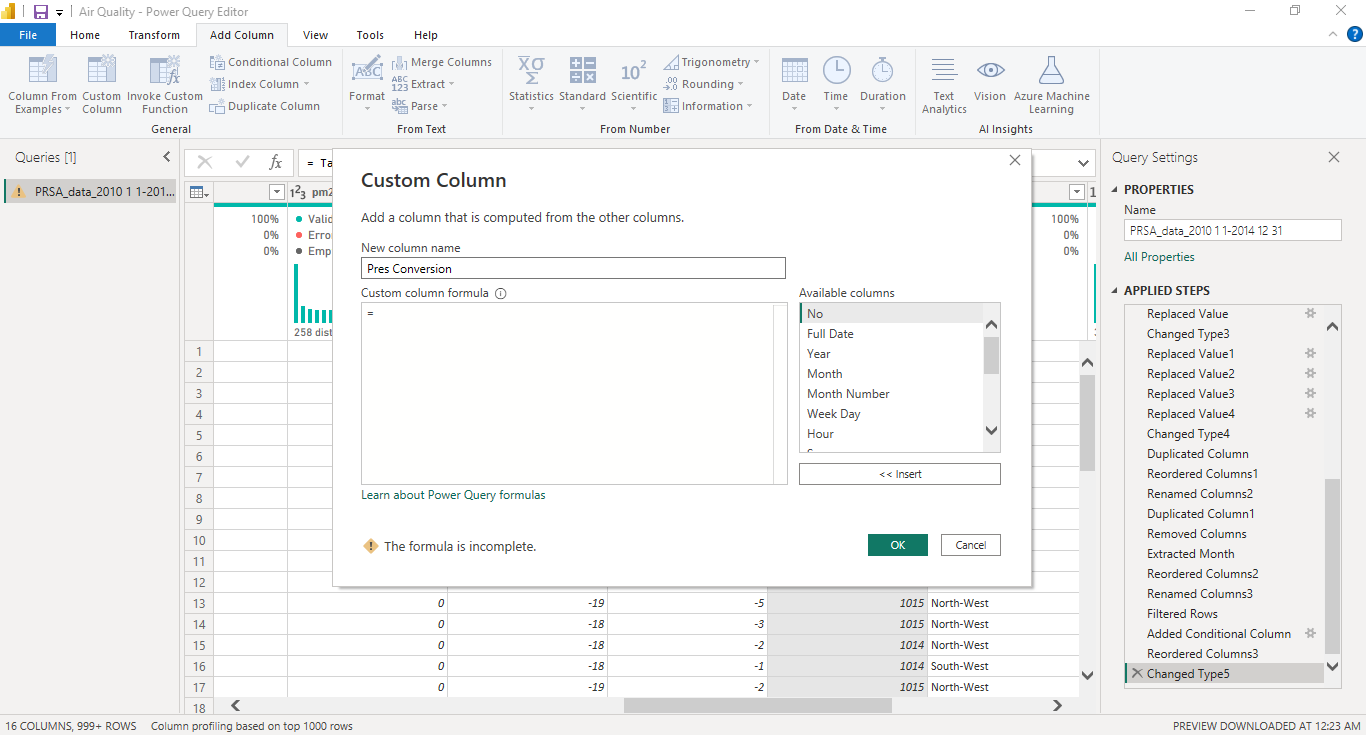 Air Quality - Power Query Editor
File Home Transform Add Column View Tools Help
Column From Examples
Custom Column
Invoke Custom Function
Conditional Column
Index Column
Duplicate Column
General
Format
Merge Columns
Extract
Parse
From Text
Statistics
Standard
Scientific
Trigonometry
Rounding
Information
From Number
Date
Time
Duration
From Date & Time
Text Analytics
Vision
Azure Machine Learning
AI Insights
Queries [1]
PRSA_data_2010 1 1-201...
= Ta
pm2
100%
0%
0%
Vali
Erro
Emp
258 dist
100%
0%
0%
Custom Column
Add a column that is computed from the other columns.
New column name
Pres Conversion
Custom column formula
=
Available columns
No
Full Date
Year
Month
Month Number
Week Day
Hour
<< Insert
Learn about Power Query formulas
The formula is incomplete.
OK
Cancel
1
2
3
4
5
6
7
8
9
10
11
12
13 0 -19 -5 1015 North-West
14 0 -18 -3 1015 North-West
15 0 -18 -2 1014 North-West
16 0 -18 -1 1014 South-West
17 0 -19 -2 1015 North-West
18
Query Settings
PROPERTIES
Name
PRSA_data_2010 1 1-2014 12 31
All Properties
APPLIED STEPS
Replaced Value
Changed Type3
Replaced Value1
Replaced Value2
Replaced Value3
Replaced Value4
Changed Type4
Duplicated Column
Reordered Columns1
Renamed Columns2
Duplicated Column1
Removed Columns
Extracted Month
Reordered Columns2
Renamed Columns3
Filtered Rows
Added Conditional Column
Reordered Columns3
Changed Type5
16 COLUMNS, 999+ ROWS Column profiling based on top 1000 rows
PREVIEW DOWNLOADED AT 12:23 AM